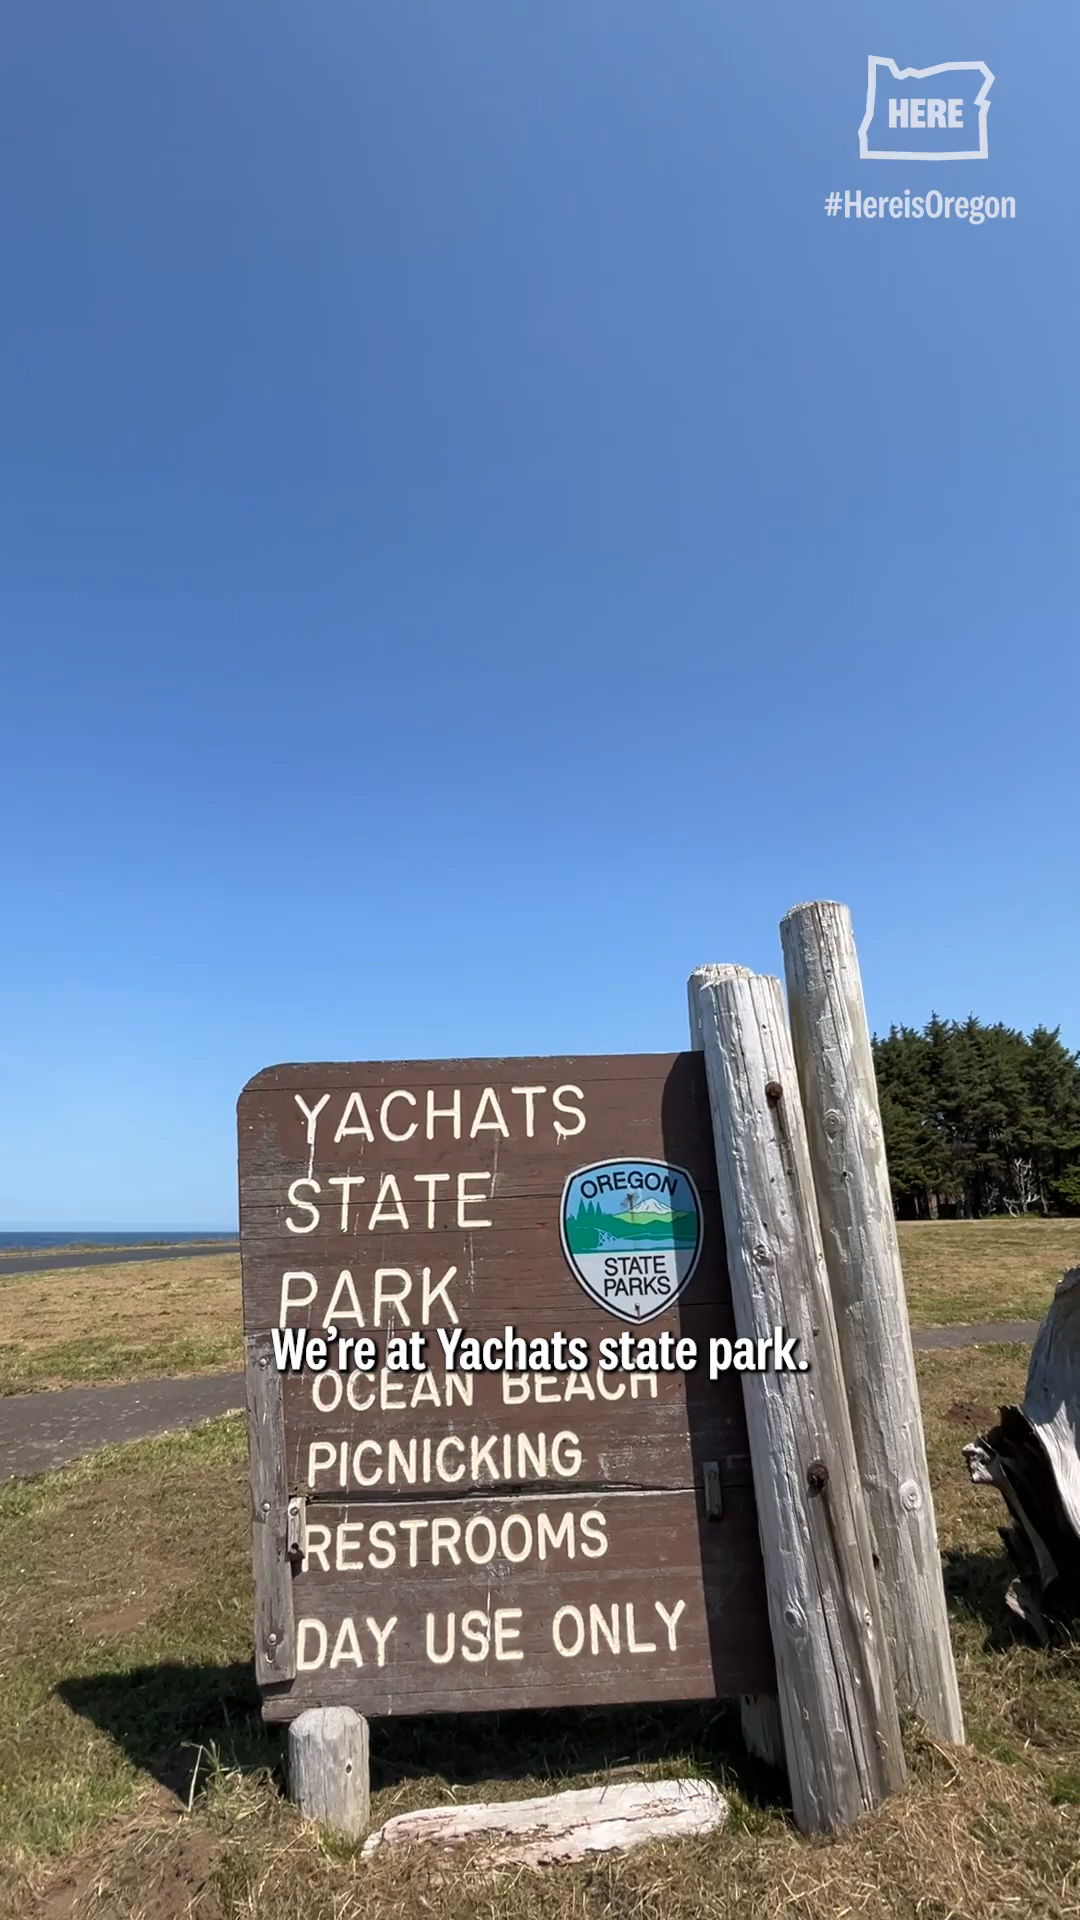 HERE
#HereisOregon
YACHATS
STATE
PARK
OREGON
STATE
PARKS
We're at Yachats state park.
OCEAN BEACH
PICNICKING
RESTROOMS
DAY USE ONLY